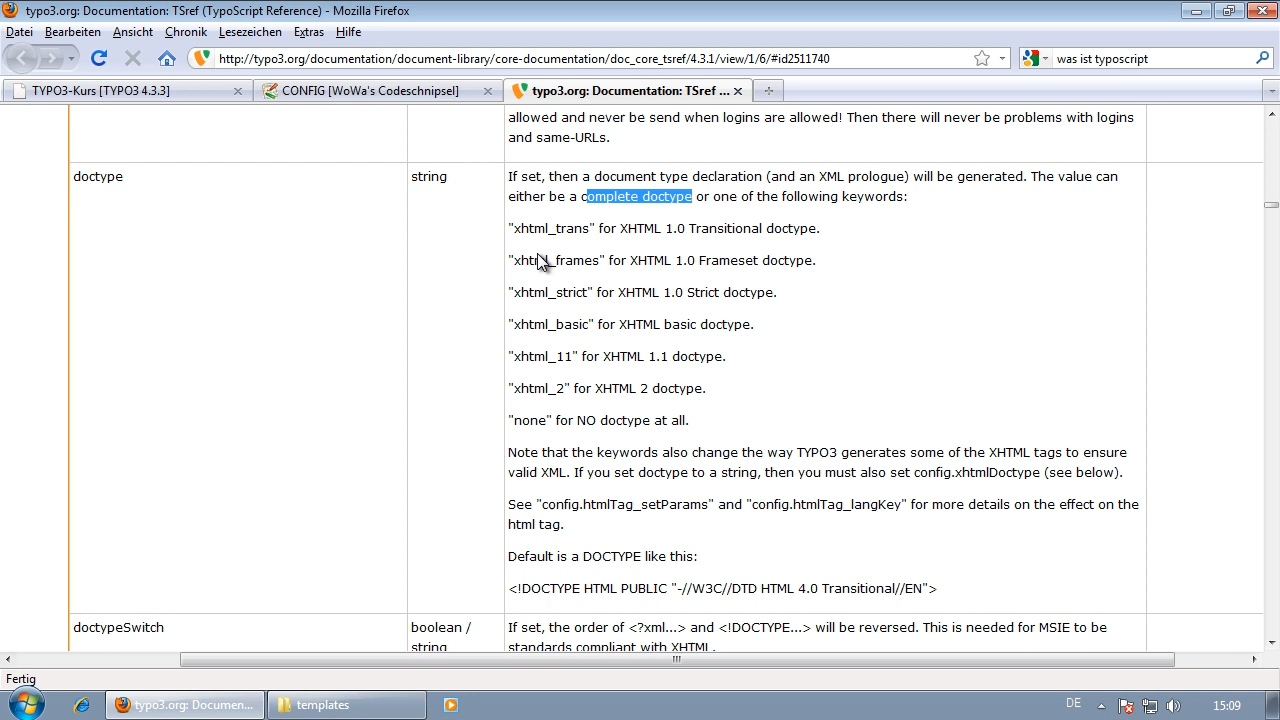 typo3.org: Documentation: TSref (TypoScript Reference) - Mozilla Firefox
Datei Bearbeiten Ansicht Chronik Lesezeichen Extras Hilfe
http://typo3.org/documentation/document-library/core-documentation/doc_core_tsref/4.3.1/view/1/6/#id2511740
was ist typoscript
TYPO3-Kurs [TYPO4 4.3.3]
CONFIG [WoWa's Codeschnipsel]
typo3.org: Documentation: TSref ...
allowed and never be send when logins are allowed! Then there will never be problems with logins
and same-URLs.
doctype
string
If set, then a document type declaration (and an XML prologue) will be generated. The value can
either be a complete doctype or one of the following keywords:
"xhtml_trans" for XHTML 1.0 Transitional doctype.
"xhtml_frames" for XHTML 1.0 Frameset doctype.
"xhtml_strict" for XHTML 1.0 Strict doctype.
"xhtml_basic" for XHTML basic doctype.
"xhtml_11" for XHTML 1.1 doctype.
"xhtml_2" for XHTML 2 doctype.
"none" for NO doctype at all.
Note that the keywords also change the way TYPO3 generates some of the XHTML tags to ensure
valid XML. If you set doctype to a string, then you must also set config.xhtmlDoctype (see below).
See "config.htmlTag_setParams" and "config.htmlTag_langKey" for more details on the effect on the
html tag.
Default is a DOCTYPE like this:
<!DOCTYPE HTML PUBLIC "-//W3C//DTD HTML 4.0 Transitional//EN">
doctypeSwitch
boolean /
string
If set, the order of <?xml...> and <!DOCTYPE...> will be reversed. This is needed for MSIE to be
standards compliant with XHTML.
Fertig
typo3.org: Documen...
templates
DE
15:09